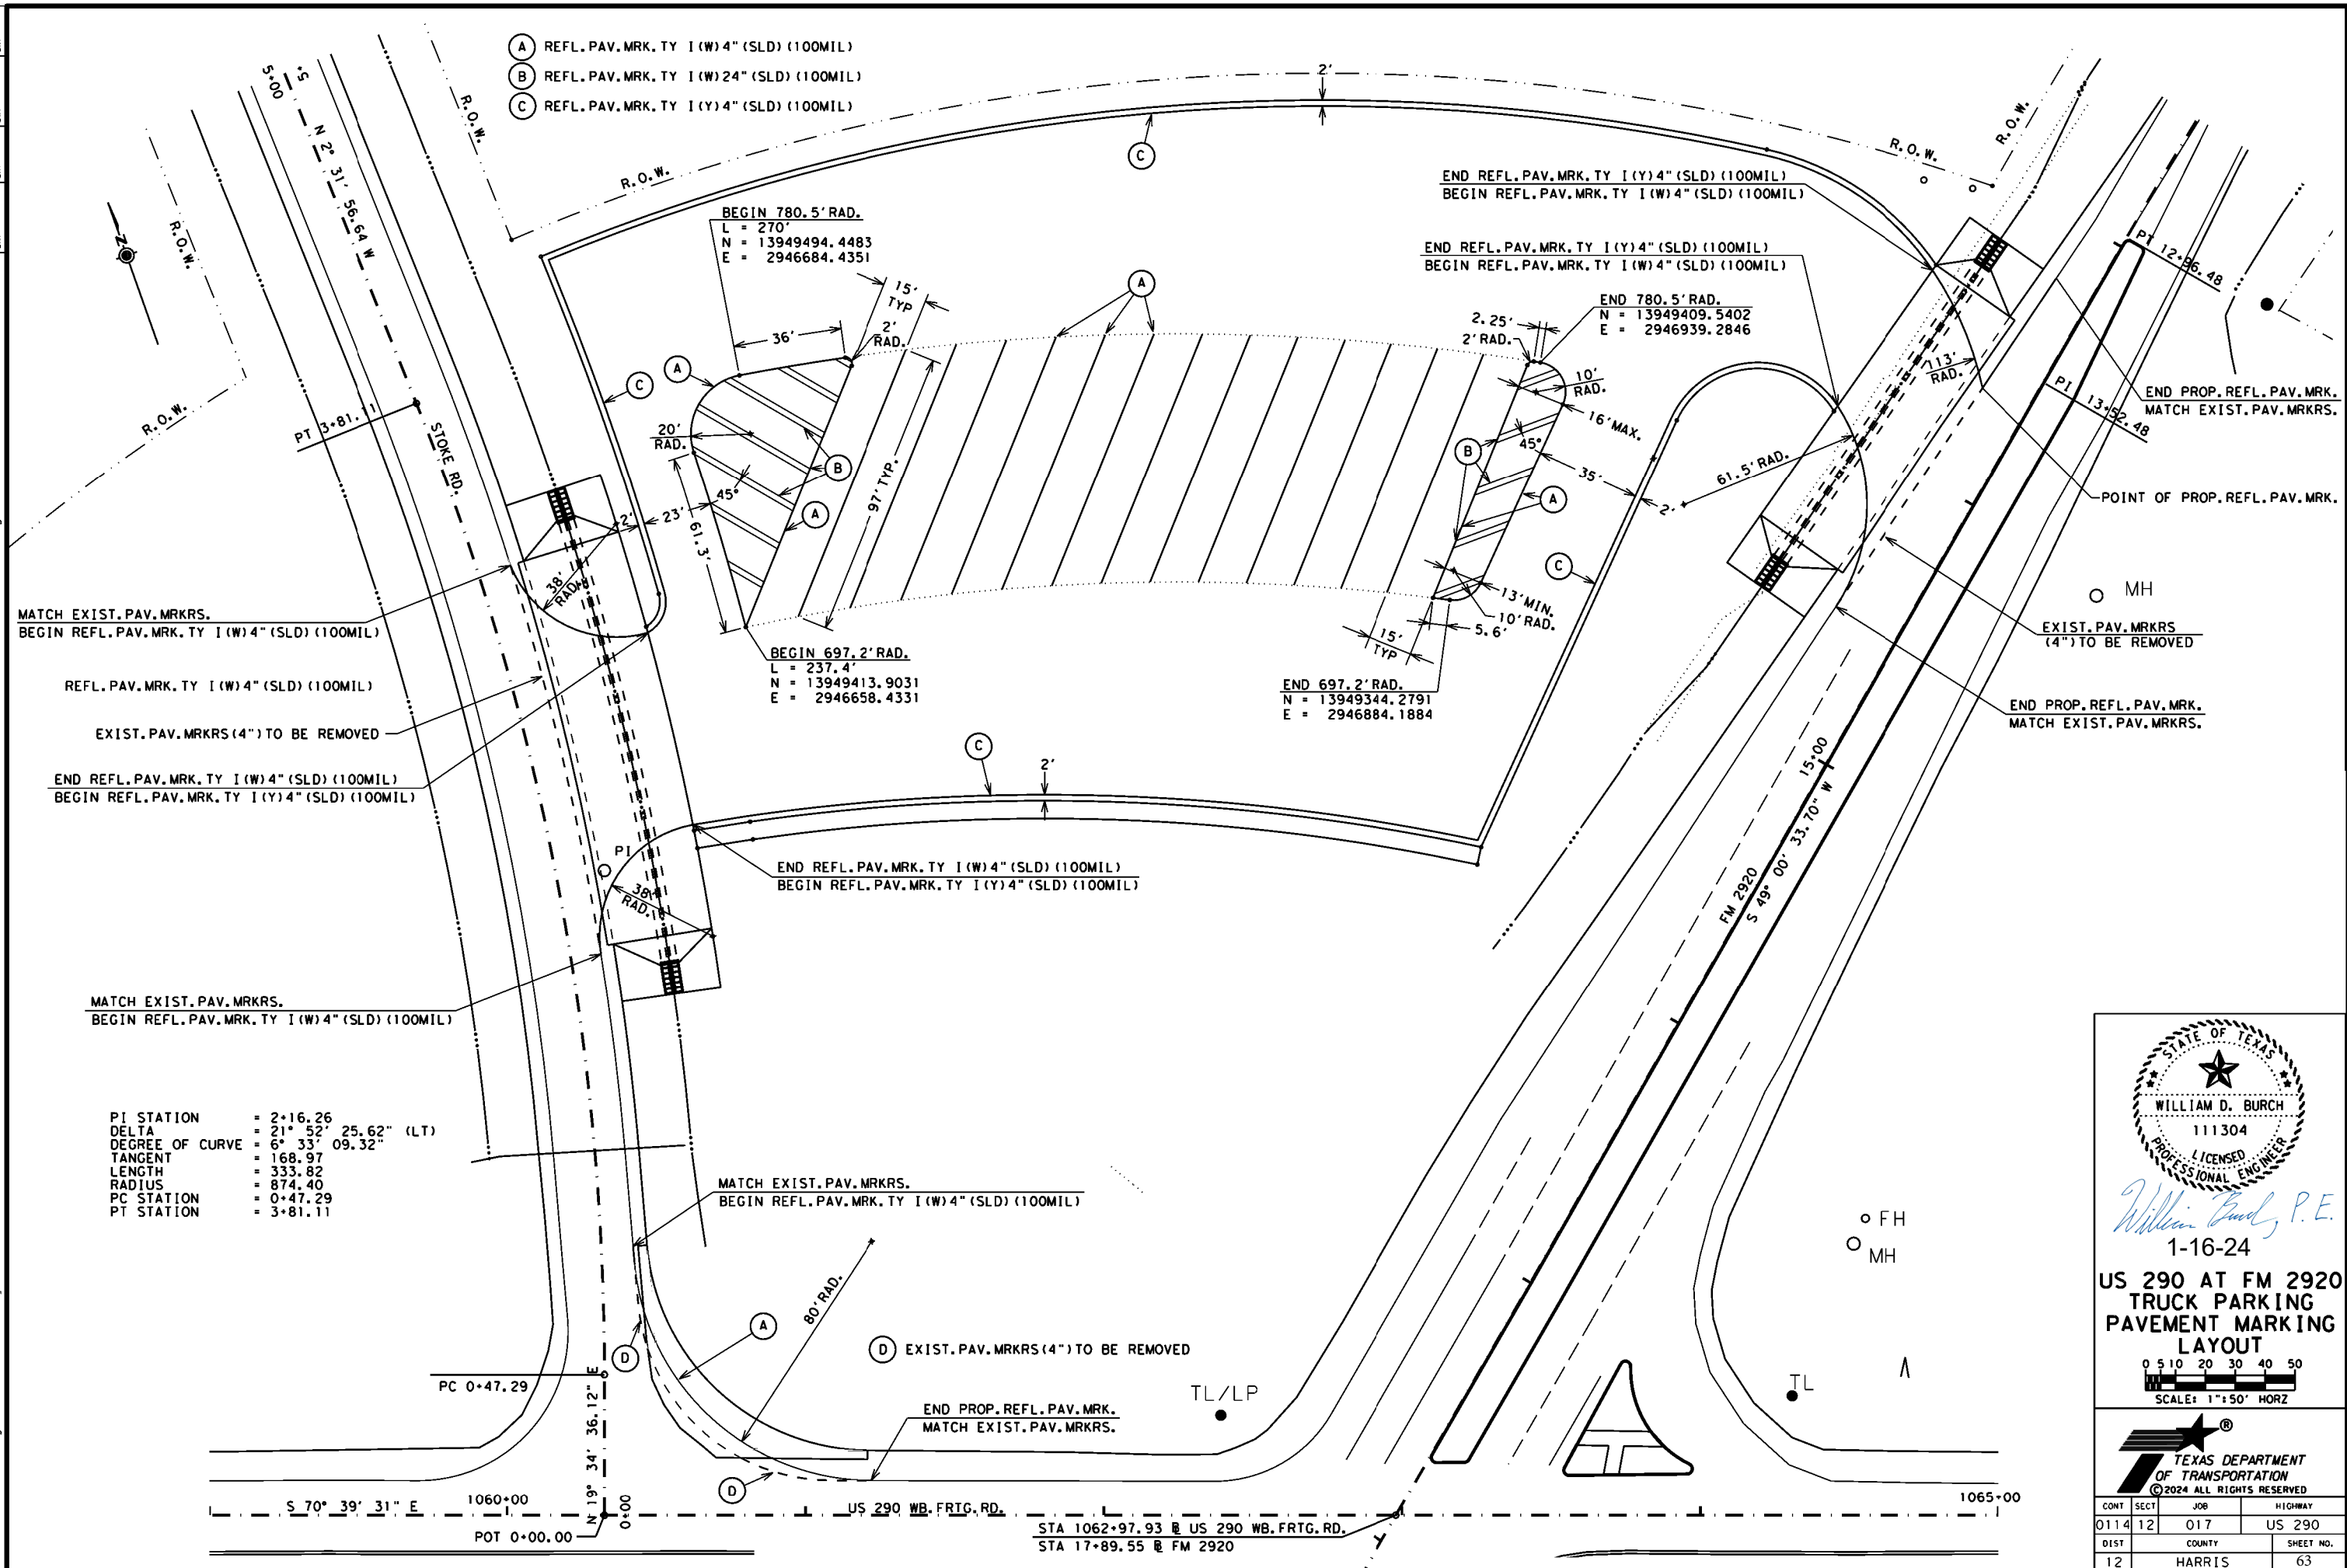 (A) REFL.PAV.MRK.TY I(W)4"(SLD)(100MIL)
(B) REFL.PAV.MRK.TY I(W)24"(SLD)(100MIL)
(C) REFL.PAV.MRK.TY I(Y)4"(SLD)(100MIL)
5+00
5+
N 2° 31' 56.64 W
R.O.W.
R.O.W.
R.O.W.
R.O.W.
N
R.O.W.
2'
C
R.O.W.
R.O.W.
END REFL.PAV.MRK.TY I(Y)4"(SLD)(100MIL)
BEGIN REFL.PAV.MRK.TY I(W)4"(SLD)(100MIL)
END REFL.PAV.MRK.TY I(Y)4"(SLD)(100MIL)
BEGIN REFL.PAV.MRK.TY I(W)4"(SLD)(100MIL)
BEGIN 780.5'RAD.
L = 270'
N = 13949494.4483
E = 2946684.4351
15'
TYP
36'
2'
RAD.
A
2.25'
2'RAD.
END 780.5'RAD.
N = 13949409.5402
E = 2946939.2846
PT 12+96.48
113'
RAD.
PI 13+52.48
END PROP.REFL.PAV.MRK.
MATCH EXIST.PAV.MRKRS.
PT 3+81.11
STOKE RD.
C
A
20'
RAD.
B
A
45°
23'
2'
61.3'
97'TYP.
10'
RAD.
16'MAX.
B
45°
35'
A
2'
61.5'RAD.
POINT OF PROP.REFL.PAV.MRK.
38'
RAD.
C
13'MIN.
10'RAD.
5.6'
15'
TYP
MH
EXIST.PAV.MRKRS
(4")TO BE REMOVED
MATCH EXIST.PAV.MRKRS.
BEGIN REFL.PAV.MRK.TY I(W)4"(SLD)(100MIL)
REFL.PAV.MRK.TY I(W)4"(SLD)(100MIL)
EXIST.PAV.MRKRS(4")TO BE REMOVED
END REFL.PAV.MRK.TY I(W)4"(SLD)(100MIL)
BEGIN REFL.PAV.MRK.TY I(Y)4"(SLD)(100MIL)
BEGIN 697.2'RAD.
L = 237.4'
N = 13949413.9031
E = 2946658.4331
END 697.2'RAD.
N = 13949344.2791
E = 2946884.1884
END PROP.REFL.PAV.MRK.
MATCH EXIST.PAV.MRKRS.
C
2'
15+00
FM 2920
S 49° 00' 33.70" W
PI
38'
RAD.
END REFL.PAV.MRK.TY I(W)4"(SLD)(100MIL)
BEGIN REFL.PAV.MRK.TY I(Y)4"(SLD)(100MIL)
MATCH EXIST.PAV.MRKRS.
BEGIN REFL.PAV.MRK.TY I(W)4"(SLD)(100MIL)
PI STATION = 2+16.26
DELTA = 21° 52' 25.62" (LT)
DEGREE OF CURVE = 6° 33' 09.32"
TANGENT = 168.97
LENGTH = 333.82
RADIUS = 874.40
PC STATION = 0+47.29
PT STATION = 3+81.11
MATCH EXIST.PAV.MRKRS.
BEGIN REFL.PAV.MRK.TY I(W)4"(SLD)(100MIL)
80'RAD.
A
D
(D) EXIST.PAV.MRKRS(4")TO BE REMOVED
PC 0+47.29
N 19° 34' 36.12" E
END PROP.REFL.PAV.MRK.
MATCH EXIST.PAV.MRKRS.
D
TL/LP
TL
FH
MH
S 70° 39' 31" E
1060+00
0+00
POT 0+00.00
US 290 WB.FRTG.RD.
STA 1062+97.93 ℄ US 290 WB.FRTG.RD.
STA 17+89.55 ℄ FM 2920
1065+00
STATE OF TEXAS
WILLIAM D. BURCH
111304
LICENSED
PROFESSIONAL ENGINEER
William Burch, P.E.
1-16-24
US 290 AT FM 2920
TRUCK PARKING
PAVEMENT MARKING
LAYOUT
0 5 10 20 30 40 50
SCALE: 1"=50' HORZ
®
TEXAS DEPARTMENT
OF TRANSPORTATION
©2024 ALL RIGHTS RESERVED
CONT SECT JOB HIGHWAY
0114 12 017 US 290
DIST COUNTY SHEET NO.
12 HARRIS 63